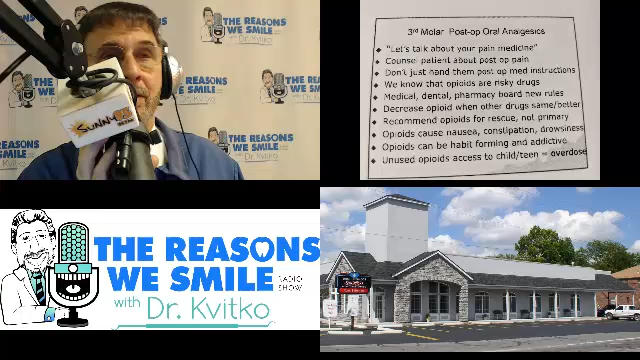 THE REASONS
WE SMILE
SUNNY 95
3rd Molar Post-op Oral Analgesics
"Let's talk about your pain medicine"
Counsel patient about post op pain
Don't just hand them post op med instructions
We know that opioids are risky drugs
Medical, dental, pharmacy board new rules
Decrease opioid when other drugs same/better
Recommend opioids for rescue, not primary
Opioids cause nausea, constipation, drowsiness
Opioids can be habit forming and addictive
Unused opioids access to child/teen = overdose
THE REASONS
WE SMILE
RADIO
SHOW
with Dr. Kvitko